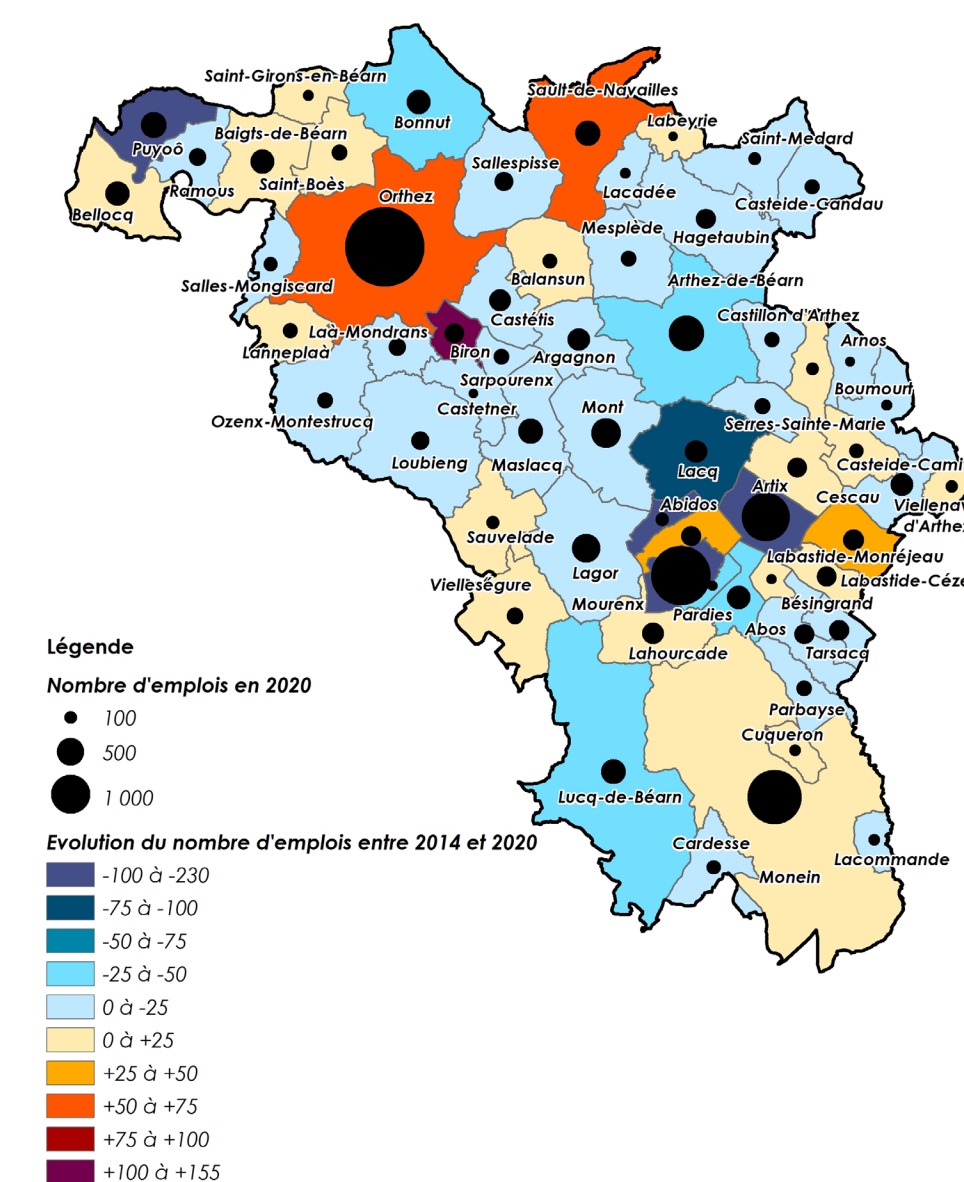 Saint-Girons-en-Béarn
Bonnut
Sault-de-Navailles
Labeyrie
Saint-Médard
Puyoô
Baigts-de-Béarn
Sallespisse
Lacadée
Casteide-Candau
Ramous
Saint-Boès
Orthez
Bellocq
Mesplède
Hagetaubin
Salles-Mongiscard
Balansun
Arthez-de-Béarn
Castétis
Castillon d'Arthez
Laà-Mondrans
Lanneplaà
Biron
Argagnon
Arnos
Sarpourenx
Boumourt
Castetner
Mont
Ozenx-Montestrucq
Serres-Sainte-Marie
Loubieng
Maslacq
Lacq
Casteide-Cami
Artix
Cescau
Viellenav
d'Arthez
Abidos
Sauvelade
Labastide-Monréjeau
Lagor
Labastide-Céze
Vielleségure
Mourenx
Pardies
Bésingrand
Abos
Tarsacq
Lahourcade
Parbayse
Cuqueron
Lucq-de-Béarn
Cardesse
Lacommande
Monein
Légende
Nombre d'emplois en 2020
100
500
1 000
Evolution du nombre d'emplois entre 2014 et 2020
-100 à -230
-75 à -100
-50 à -75
-25 à -50
0 à -25
0 à +25
+25 à +50
+50 à +75
+75 à +100
+100 à +155